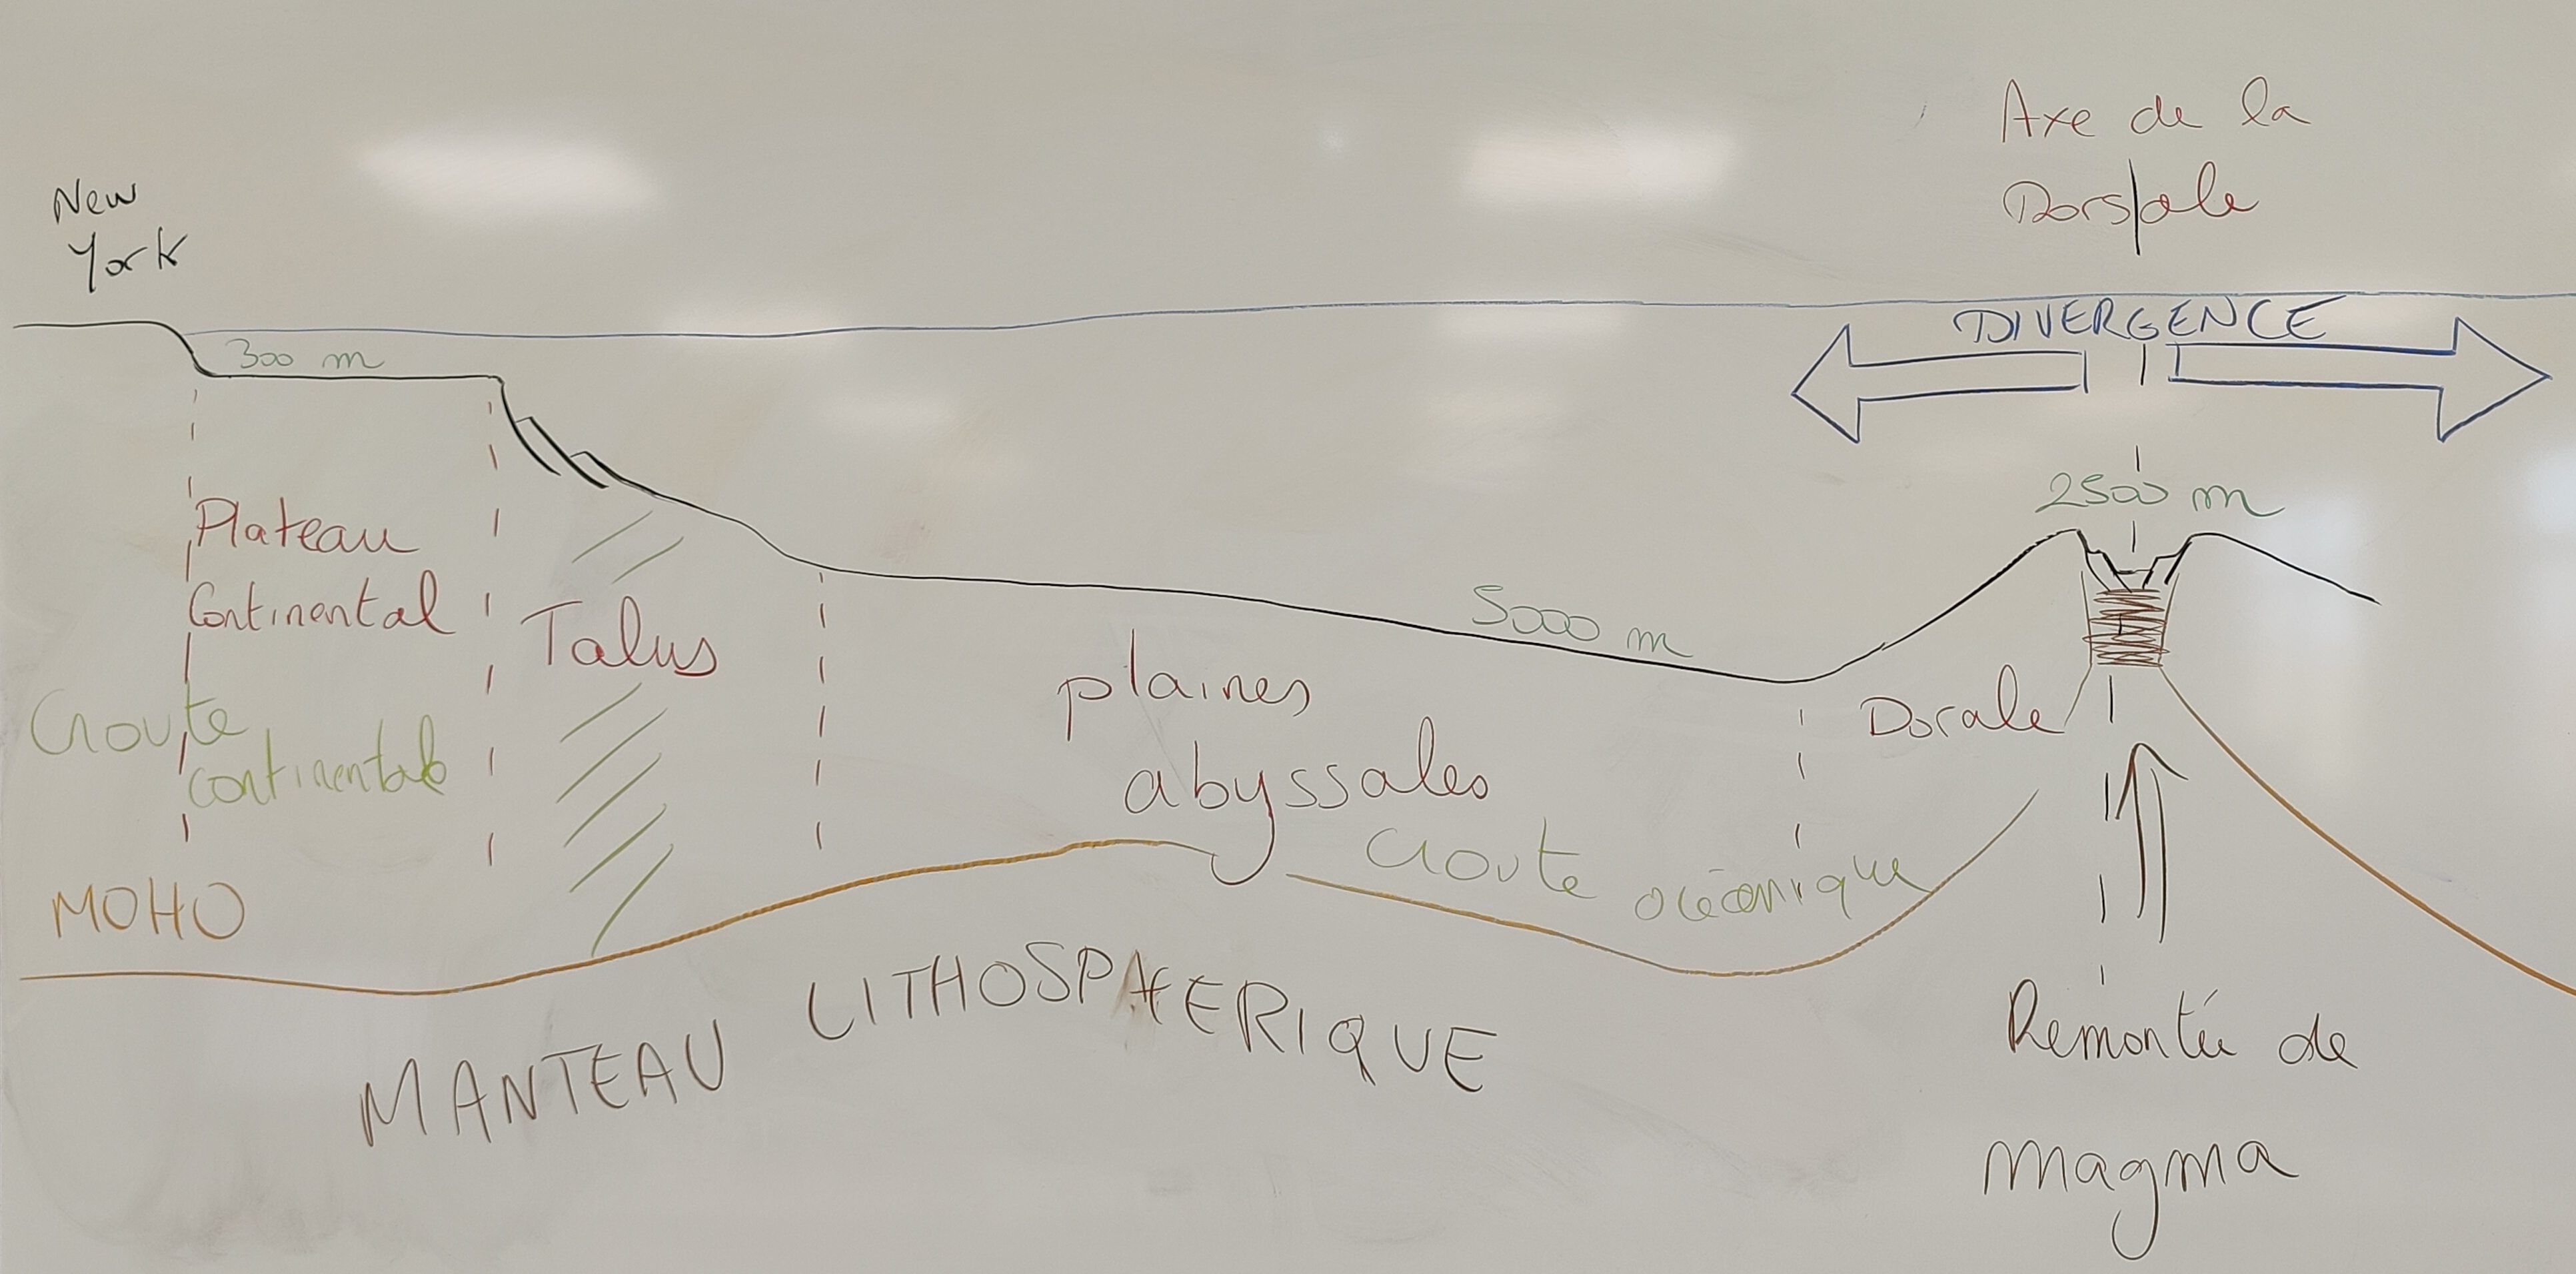 Axe de la
Dorsale
New
York
DIVERGENCE
300 m
2500 m
Plateau
Continental
Talus
5000 m
plaines
abyssales
Dorale
Croute
continentale
Croute océanique
MOHO
MANTEAU LITHOSPHERIQUE
Remontée de
magma